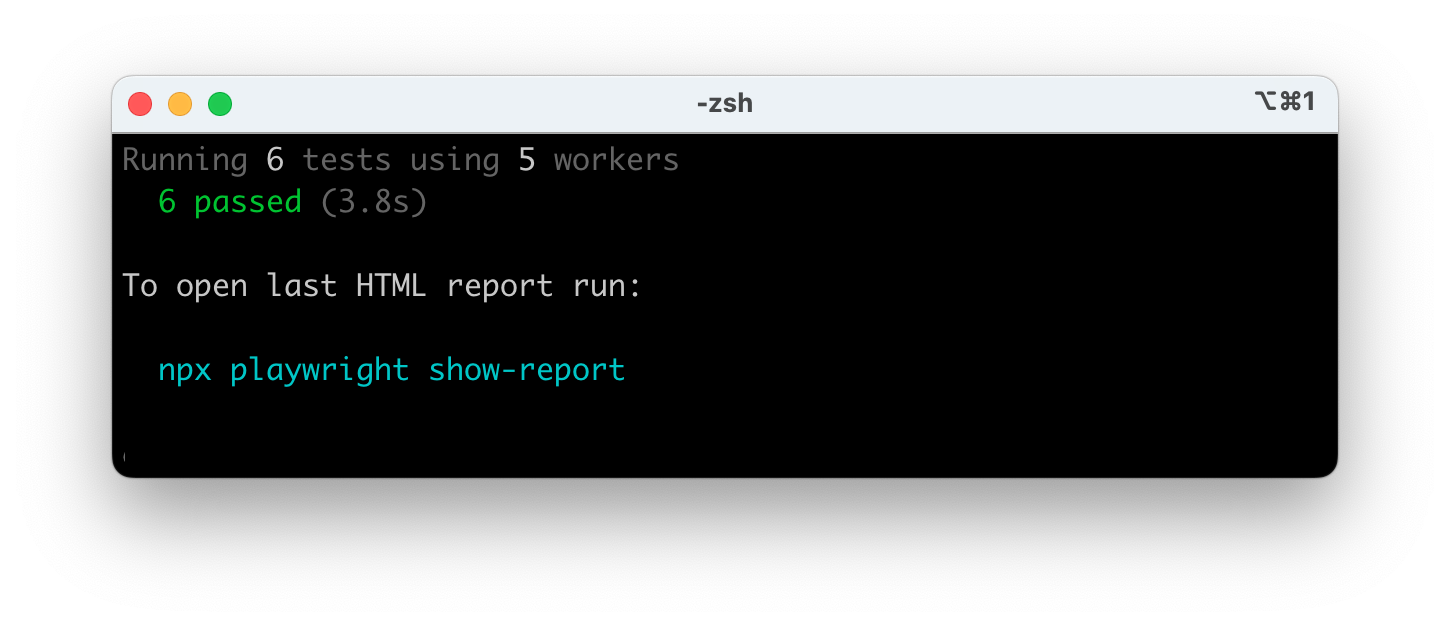 -zsh
⌥⌘1
Running 6 tests using 5 workers
6 passed (3.8s)
To open last HTML report run:
npx playwright show-report